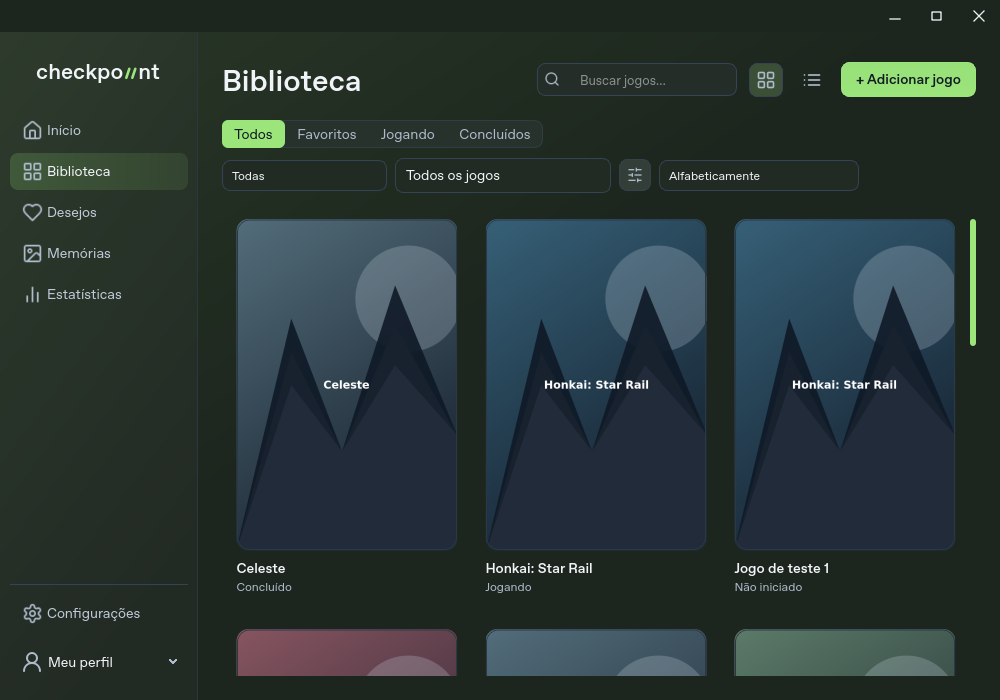 checkpo//nt
Início
Biblioteca
Desejos
Memórias
Estatísticas
Configurações
Meu perfil
Biblioteca
Buscar jogos...
+ Adicionar jogo
Todos
Favoritos
Jogando
Concluídos
Todas
Todos os jogos
Alfabeticamente
Celeste
Honkai: Star Rail
Honkai: Star Rail
Celeste
Concluído
Honkai: Star Rail
Jogando
Jogo de teste 1
Não iniciado